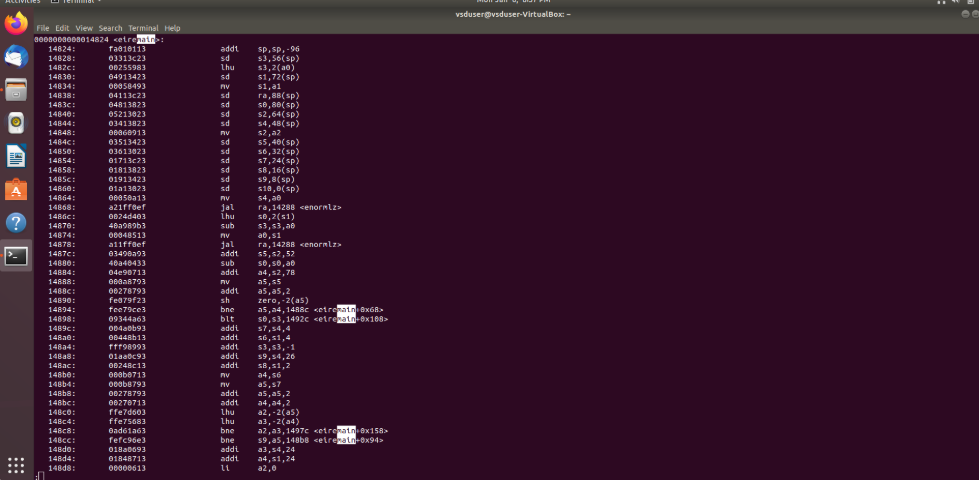 Activities Terminal
Mon Jan 6, 8:57 PM
vsduser@vsduser-VirtualBox: ~
File Edit View Search Terminal Help
0000000000014824 <eiremain>:
14824: fa010113 addi sp,sp,-96
14828: 03313c23 sd s3,56(sp)
1482c: 00255983 lhu s3,2(a0)
14830: 04913423 sd s1,72(sp)
14834: 00058493 mv s1,a1
14838: 04113c23 sd ra,88(sp)
1483c: 04813823 sd s0,80(sp)
14840: 05213023 sd s2,64(sp)
14844: 03413823 sd s4,48(sp)
14848: 00060913 mv s2,a2
1484c: 03513423 sd s5,40(sp)
14850: 03613023 sd s6,32(sp)
14854: 01713c23 sd s7,24(sp)
14858: 01813823 sd s8,16(sp)
1485c: 01913423 sd s9,8(sp)
14860: 01a13023 sd s10,0(sp)
14864: 00050a13 mv s4,a0
14868: a21ff0ef jal ra,14288 <enormlz>
1486c: 0024d403 lhu s0,2(s1)
14870: 40a989b3 sub s3,s3,a0
14874: 00048513 mv a0,s1
14878: a11ff0ef jal ra,14288 <enormlz>
1487c: 03490a93 addi s5,s2,52
14880: 40a40433 sub s0,s0,a0
14884: 04e90713 addi a4,s2,78
14888: 000a8793 mv a5,s5
1488c: 00278793 addi a5,a5,2
14890: fe079f23 sh zero,-2(a5)
14894: fee79ce3 bne a5,a4,1488c <eiremain+0x68>
14898: 09344a63 blt s0,s3,1492c <eiremain+0x108>
1489c: 004a0b93 addi s7,s4,4
148a0: 00448b13 addi s6,s1,4
148a4: fff98993 addi s3,s3,-1
148a8: 01aa0c93 addi s9,s4,26
148ac: 00248c13 addi s8,s1,2
148b0: 000b0713 mv a4,s6
148b4: 000b8793 mv a5,s7
148b8: 00278793 addi a5,a5,2
148bc: 00270713 addi a4,a4,2
148c0: ffe7d603 lhu a2,-2(a5)
148c4: ffe75683 lhu a3,-2(a4)
148c8: 0ad61a63 bne a2,a3,1497c <eiremain+0x158>
148cc: fefc96e3 bne s9,a5,148b8 <eiremain+0x94>
148d0: 018a0693 addi a3,s4,24
148d4: 01848713 addi a4,s1,24
148d8: 00000613 li a2,0
: